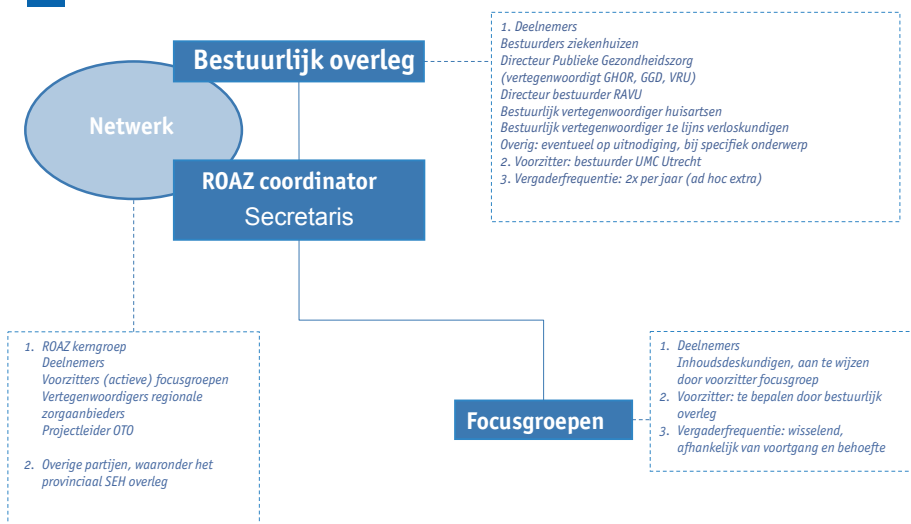 Bestuurlijk overleg
Netwerk
ROAZ coordinator
Secretaris
1. Deelnemers
Bestuurders ziekenhuizen
Directeur Publieke Gezondheidszorg
(vertegenwoordigt GHOR, GGD, VRU)
Directeur bestuurder RAVU
Bestuurlijk vertegenwoordiger huisartsen
Bestuurlijk vertegenwoordiger 1e lijns verloskundigen
Overig: eventueel op uitnodiging, bij specifiek onderwerp
2. Voorzitter: bestuurder UMC Utrecht
3. Vergaderfrequentie: 2x per jaar (ad hoc extra)
1. ROAZ kerngroep
Deelnemers
Voorzitters (actieve) focusgroepen
Vertegenwoordigers regionale
zorgaanbieders
Projectleider OTO
2. Overige partijen, waaronder het
provinciaal SEH overleg
Focusgroepen
1. Deelnemers
Inhoudsdeskundigen, aan te wijzen
door voorzitter focusgroep
2. Voorzitter: te bepalen door bestuurlijk
overleg
3. Vergaderfrequentie: wisselend,
afhankelijk van voortgang en behoefte